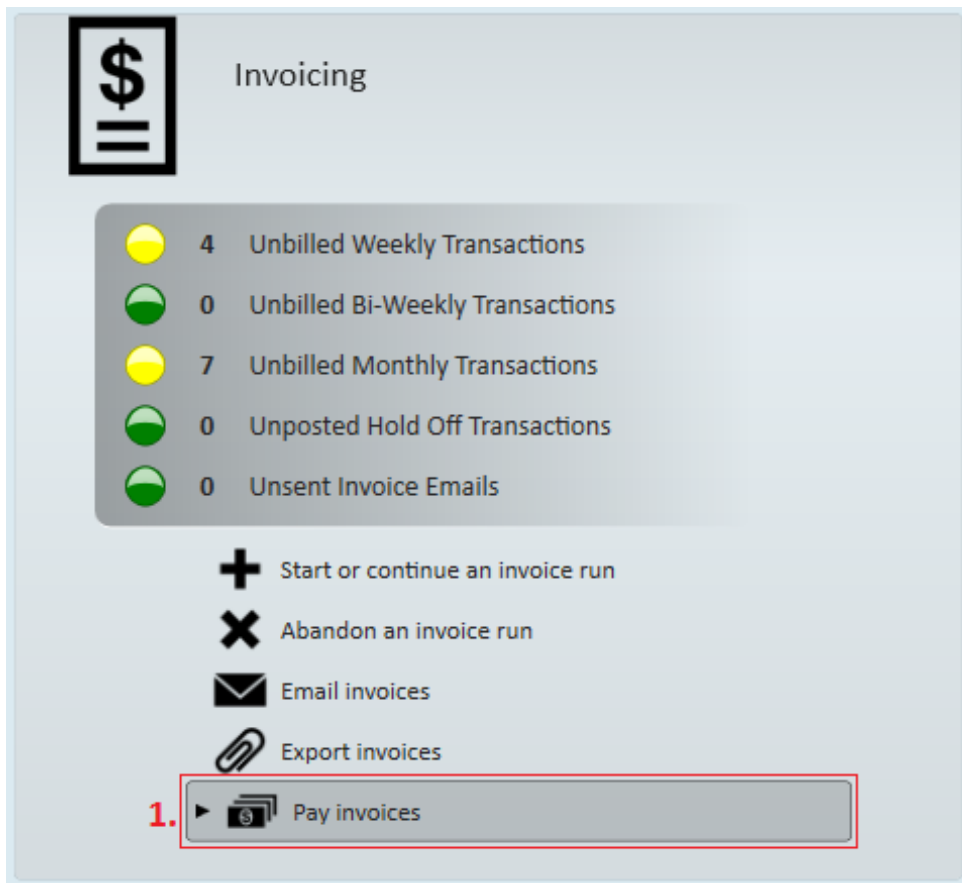 $
Invoicing
4 Unbilled Weekly Transactions
0 Unbilled Bi-Weekly Transactions
7 Unbilled Monthly Transactions
0 Unposted Hold Off Transactions
0 Unsent Invoice Emails
Start or continue an invoice run
Abandon an invoice run
Email invoices
Export invoices
1. $ Pay invoices